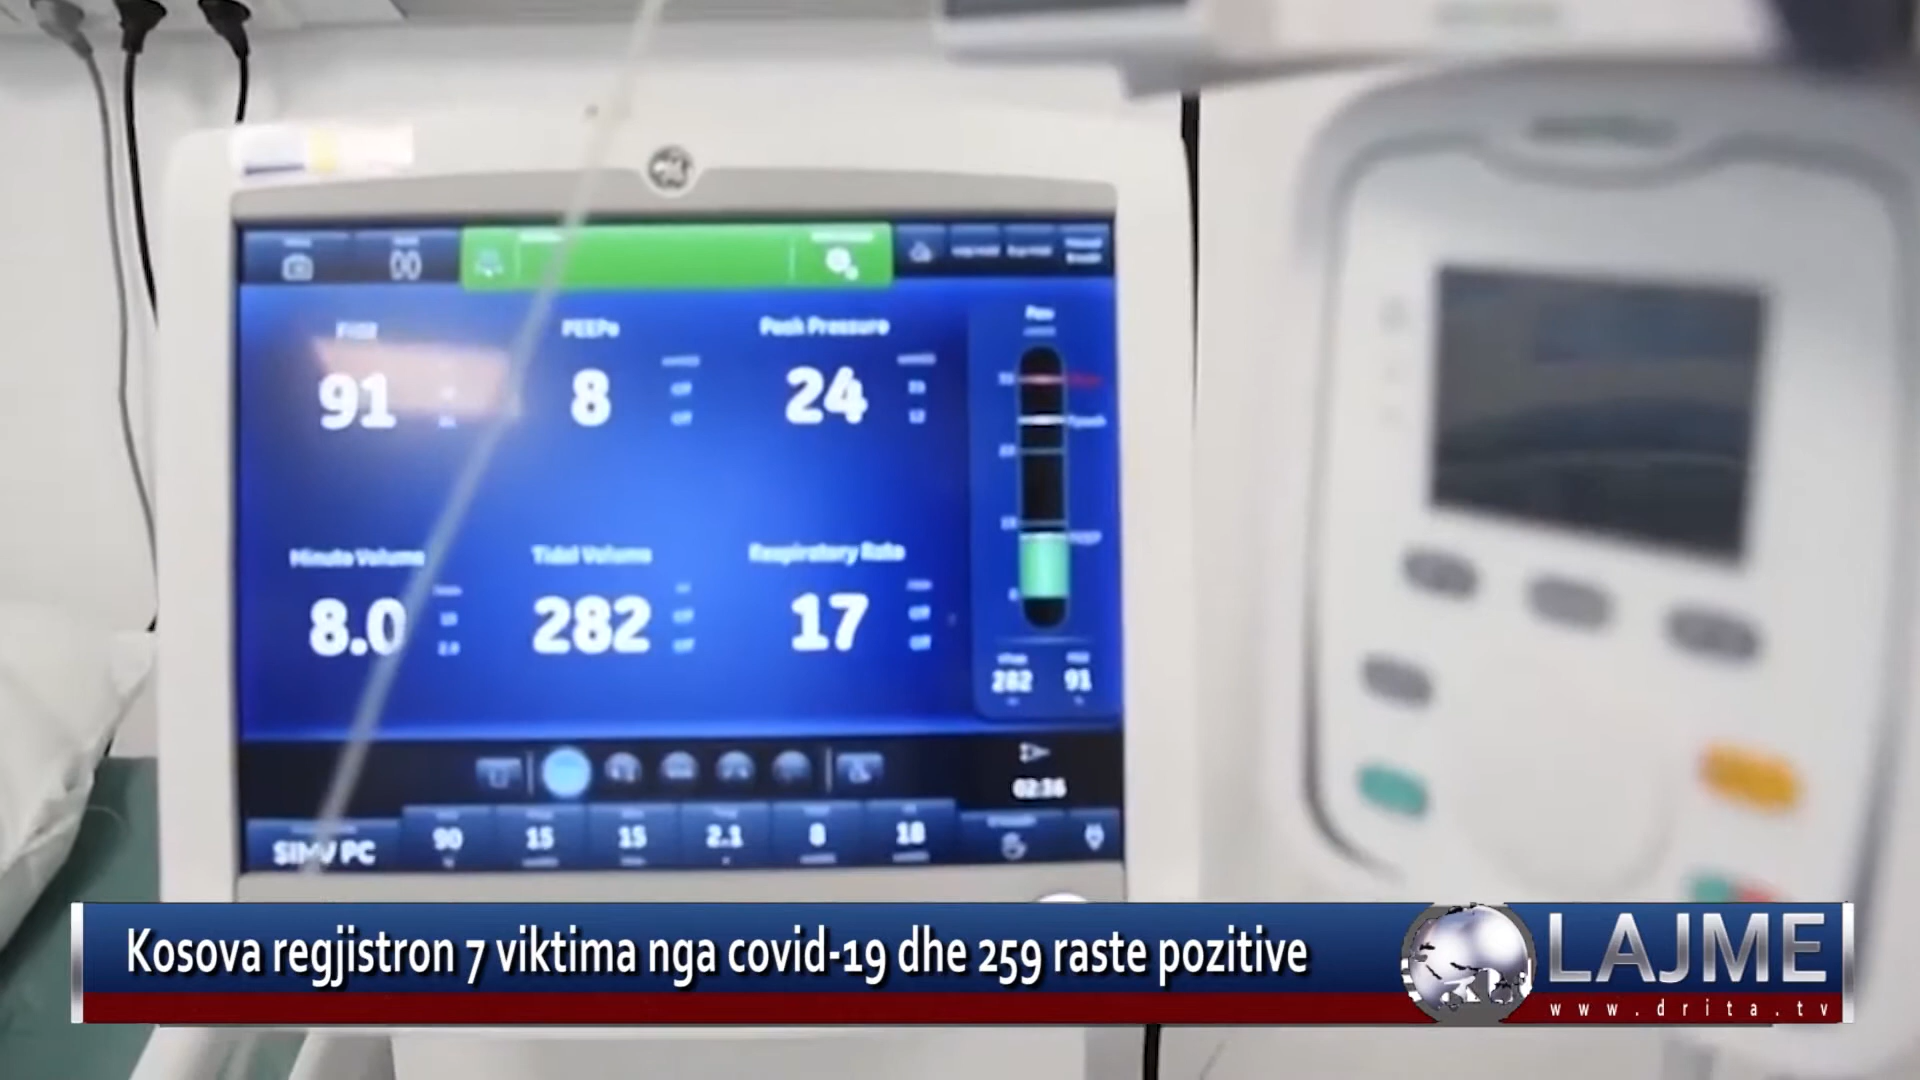 FiO2
PEEPe
Peak Pressure
Paw
91
8
24
Minute Volume
Tidal Volume
Respiratory Rate
8.0
282
17
282
91
02:36
SIMV PC
90
15
15
2.1
8
18
Kosova regjistron 7 viktima nga covid-19 dhe 259 raste pozitive
LAJME
www.drita.tv